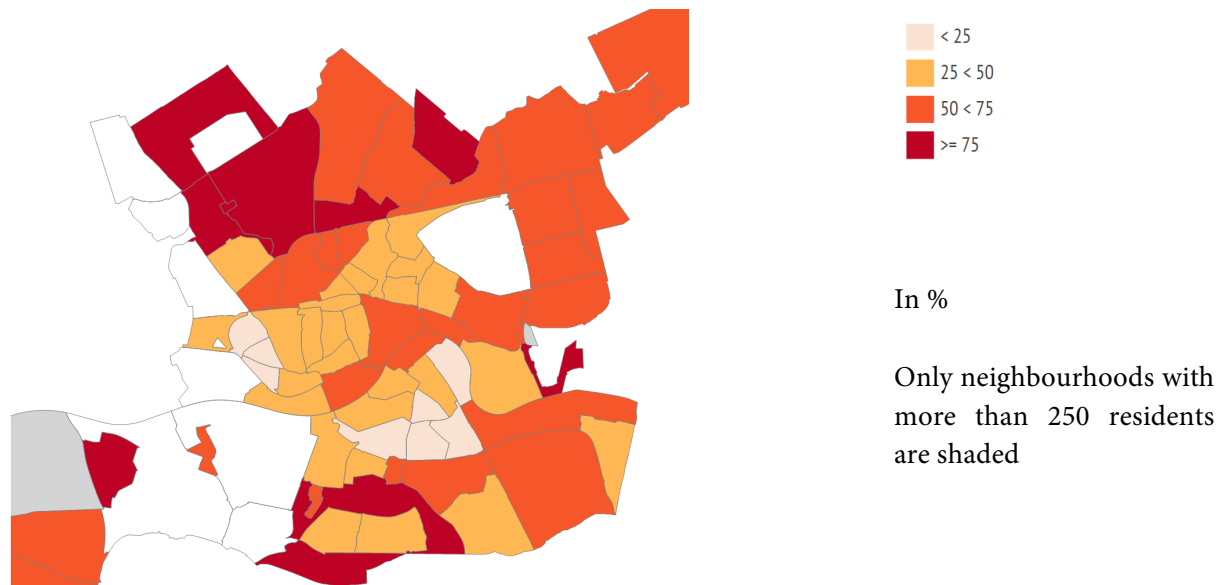 < 25
25 < 50
50 < 75
>= 75
In %
Only neighbourhoods with
more than 250 residents
are shaded